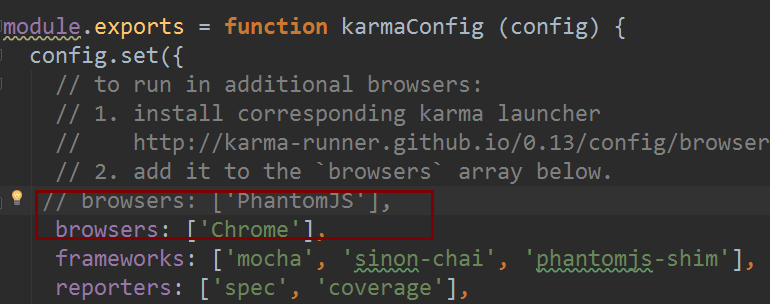 module.exports = function karmaConfig (config) {
config.set({
// to run in additional browsers:
// 1. install corresponding karma launcher
//    http://karma-runner.github.io/0.13/config/browser
// 2. add it to the `browsers` array below.
// browsers: ['PhantomJS'],
browsers: ['Chrome'],
frameworks: ['mocha', 'sinon-chai', 'phantomjs-shim'],
reporters: ['spec', 'coverage'],